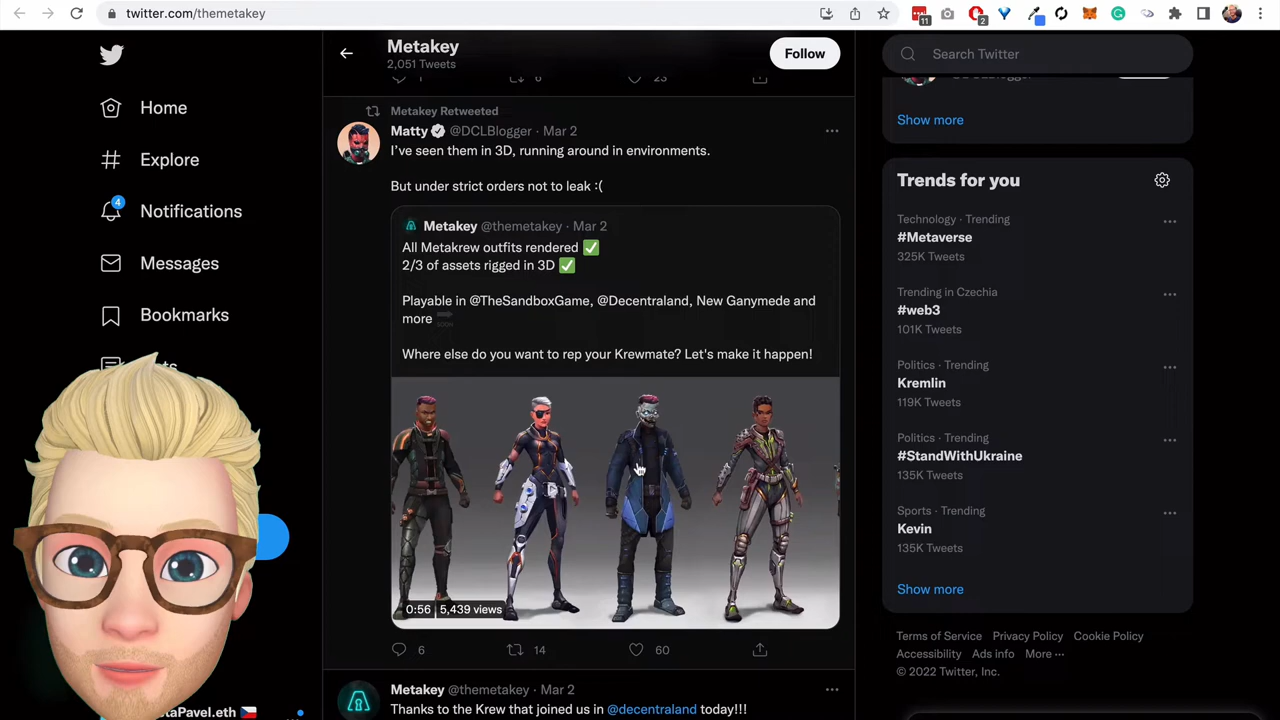 twitter.com/themetakey
11
2
Home
Explore
4
Notifications
Messages
Bookmarks
taPavel.eth 🇨🇿
Metakey
2,051 Tweets
Follow
1
6
23
Metakey Retweeted
Matty @DCLBlogger · Mar 2
I've seen them in 3D, running around in environments.
But under strict orders not to leak :(
Metakey @themetakey · Mar 2
All Metakrew outfits rendered ✅
2/3 of assets rigged in 3D ✅
Playable in @TheSandboxGame, @Decentraland, New Ganymede and
more 🔜
Where else do you want to rep your Krewmate? Let's make it happen!
0:56 | 5,439 views
6
14
60
Metakey @themetakey · Mar 2
Thanks to the Krew that joined us in @decentraland today!!!
Search Twitter
Show more
Trends for you
Technology · Trending
#Metaverse
325K Tweets
Trending in Czechia
#web3
101K Tweets
Politics · Trending
Kremlin
119K Tweets
Politics · Trending
#StandWithUkraine
135K Tweets
Sports · Trending
Kevin
135K Tweets
Show more
Terms of Service Privacy Policy Cookie Policy
Accessibility Ads info More ···
© 2022 Twitter, Inc.